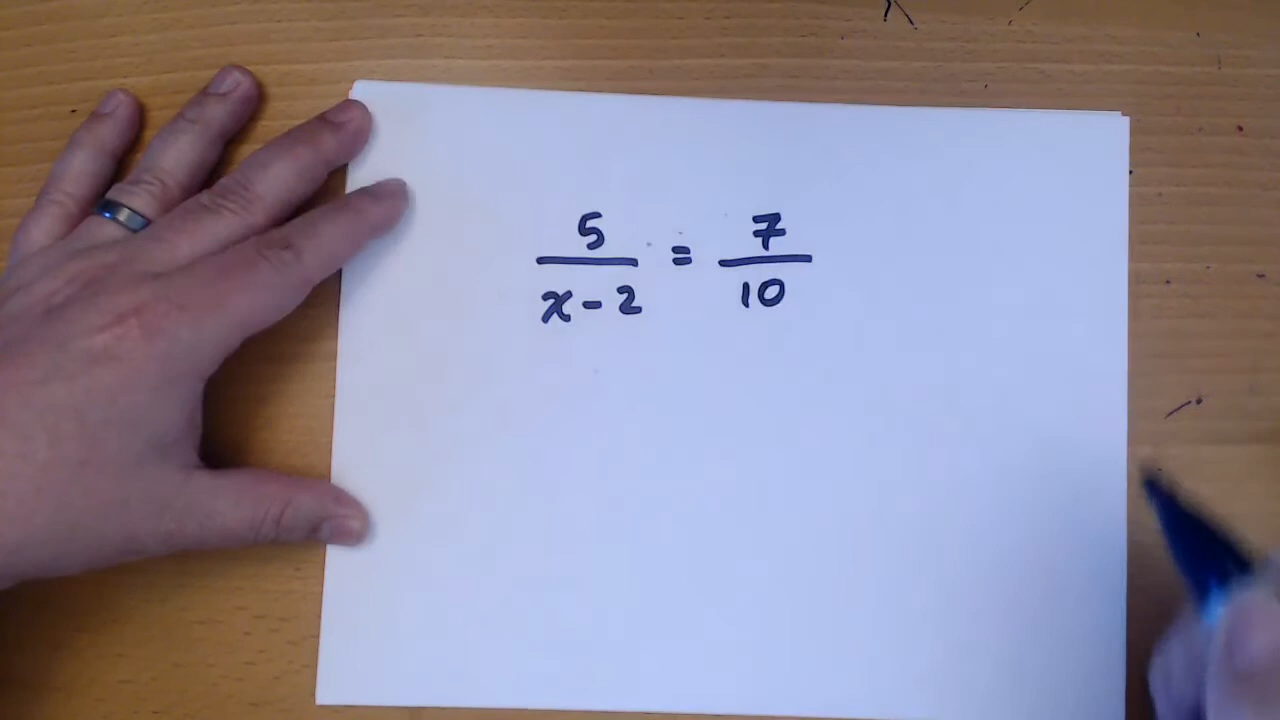 5/(x-2) = 7/10